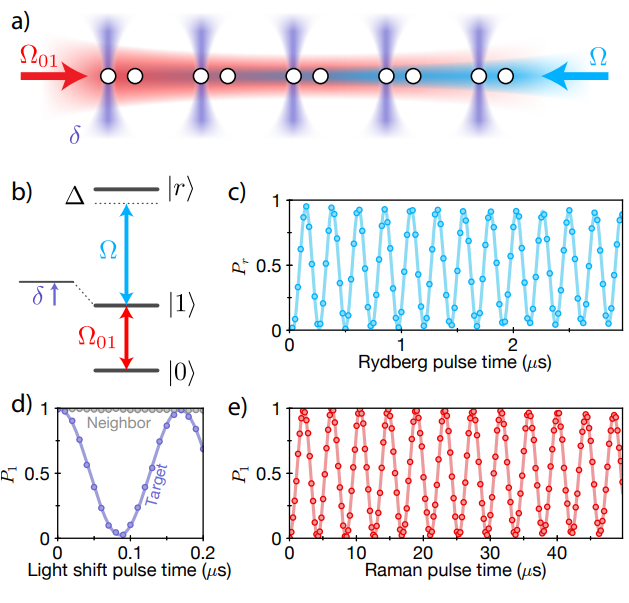 a)
Ω₀₁
Ω
δ
b)
Δ
|r⟩
Ω
δ
|1⟩
Ω₀₁
|0⟩
c)
1
0.5
0
P_r
0 1 2
Rydberg pulse time (μs)
d)
1
0.5
0
P₁
Neighbor
Target
0 0.1 0.2
Light shift pulse time (μs)
e)
1
0.5
0
P₁
0 10 20 30 40
Raman pulse time (μs)